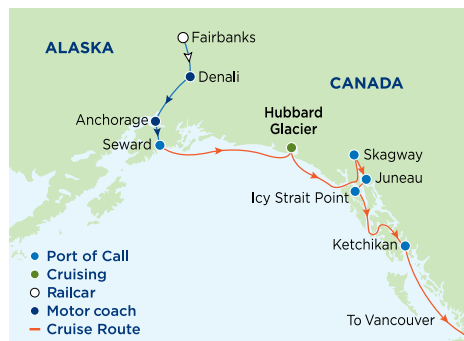 Fairbanks
ALASKA
Denali
CANADA
Hubbard
Glacier
Anchorage
Seward
Skagway
Juneau
Icy Strait Point
Ketchikan
Port of Call
Cruising
Railcar
Motor coach
Cruise Route
To Vancouver